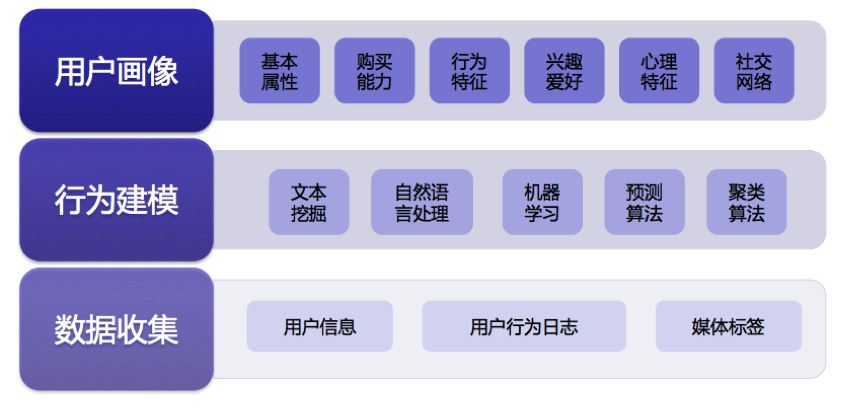 用户画像
基本
属性
购买
能力
行为
特征
兴趣
爱好
心理
特征
社交
网络
行为建模
文本
挖掘
自然语
言处理
机器
学习
预测
算法
聚类
算法
数据收集
用户信息
用户行为日志
媒体标签